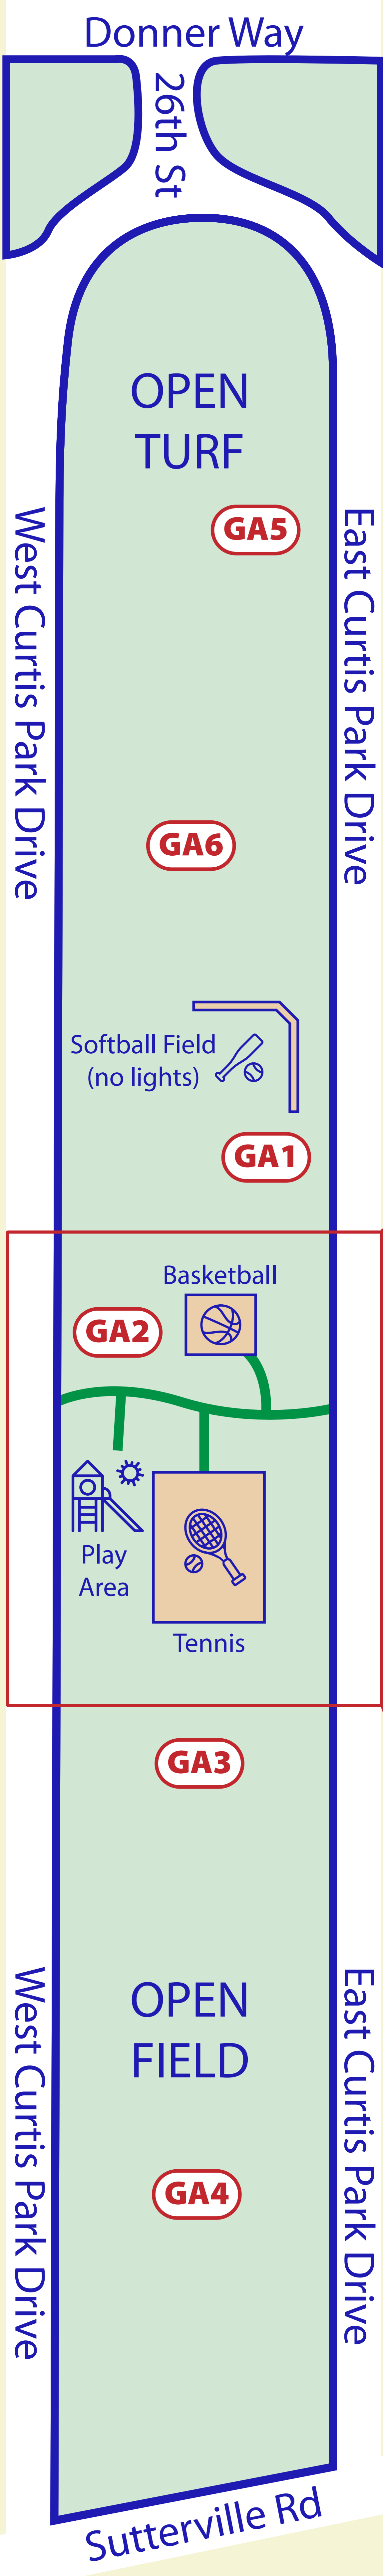 Donner Way
26th St
OPEN
TURF
GA5
West Curtis Park Drive
East Curtis Park Drive
GA6
Softball Field
(no lights)
GA1
Basketball
GA2
Play
Area
Tennis
GA3
West Curtis Park Drive
East Curtis Park Drive
OPEN
FIELD
GA4
Sutterville Rd